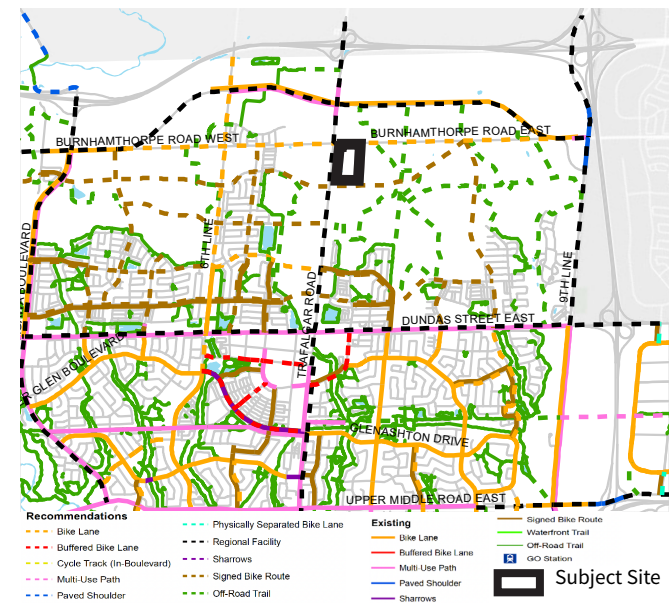 BURNHAMTHORPE ROAD WEST
BURNHAMTHORPE ROAD EAST
6TH LINE
TRAFALGAR ROAD
9TH LINE
BOULEVARD
DUNDAS STREET EAST
R GLEN BOULEVARD
GLENASHTON DRIVE
UPPER MIDDLE ROAD EAST
Recommendations
Bike Lane
Buffered Bike Lane
Cycle Track (In-Boulevard)
Multi-Use Path
Paved Shoulder
Physically Separated Bike Lane
Regional Facility
Sharrows
Signed Bike Route
Off-Road Trail
Existing
Bike Lane
Buffered Bike Lane
Multi-Use Path
Paved Shoulder
Sharrows
Signed Bike Route
Waterfront Trail
Off-Road Trail
GO Station
Subject Site